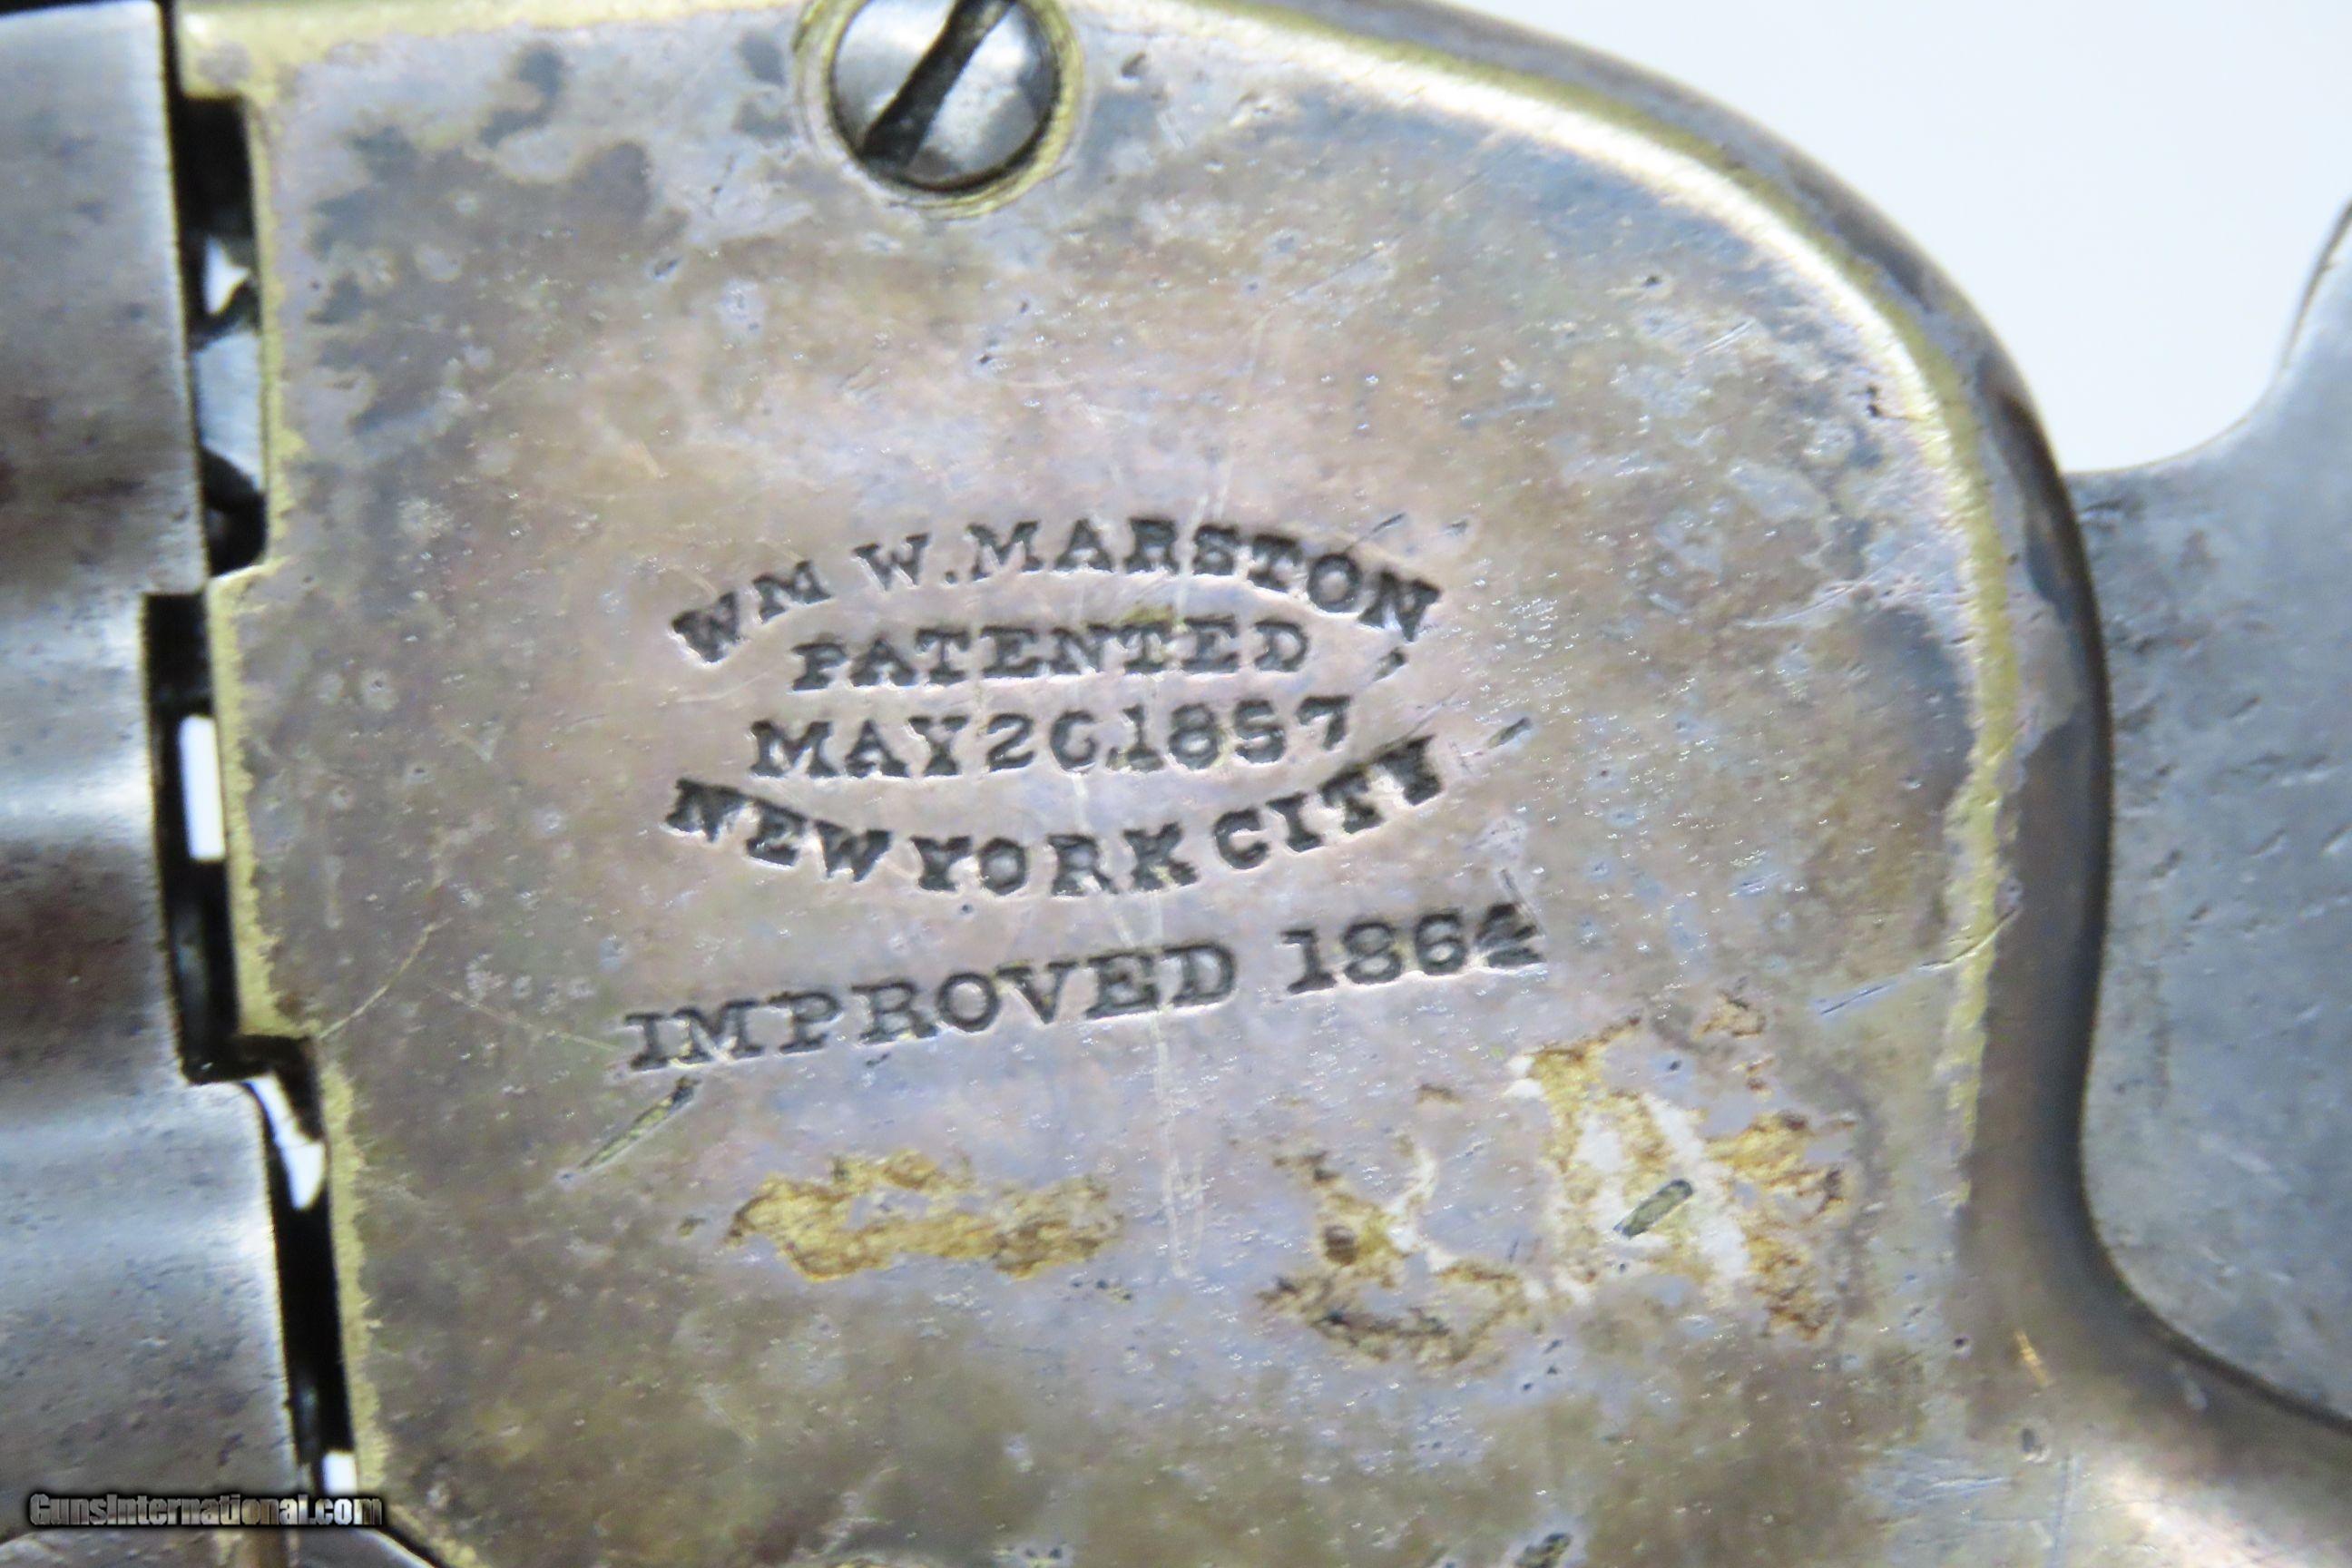 WM W. MARSTON
PATENTED
MAY 26.1857
NEW YORK CITY
IMPROVED 1864
GunsInternational.com